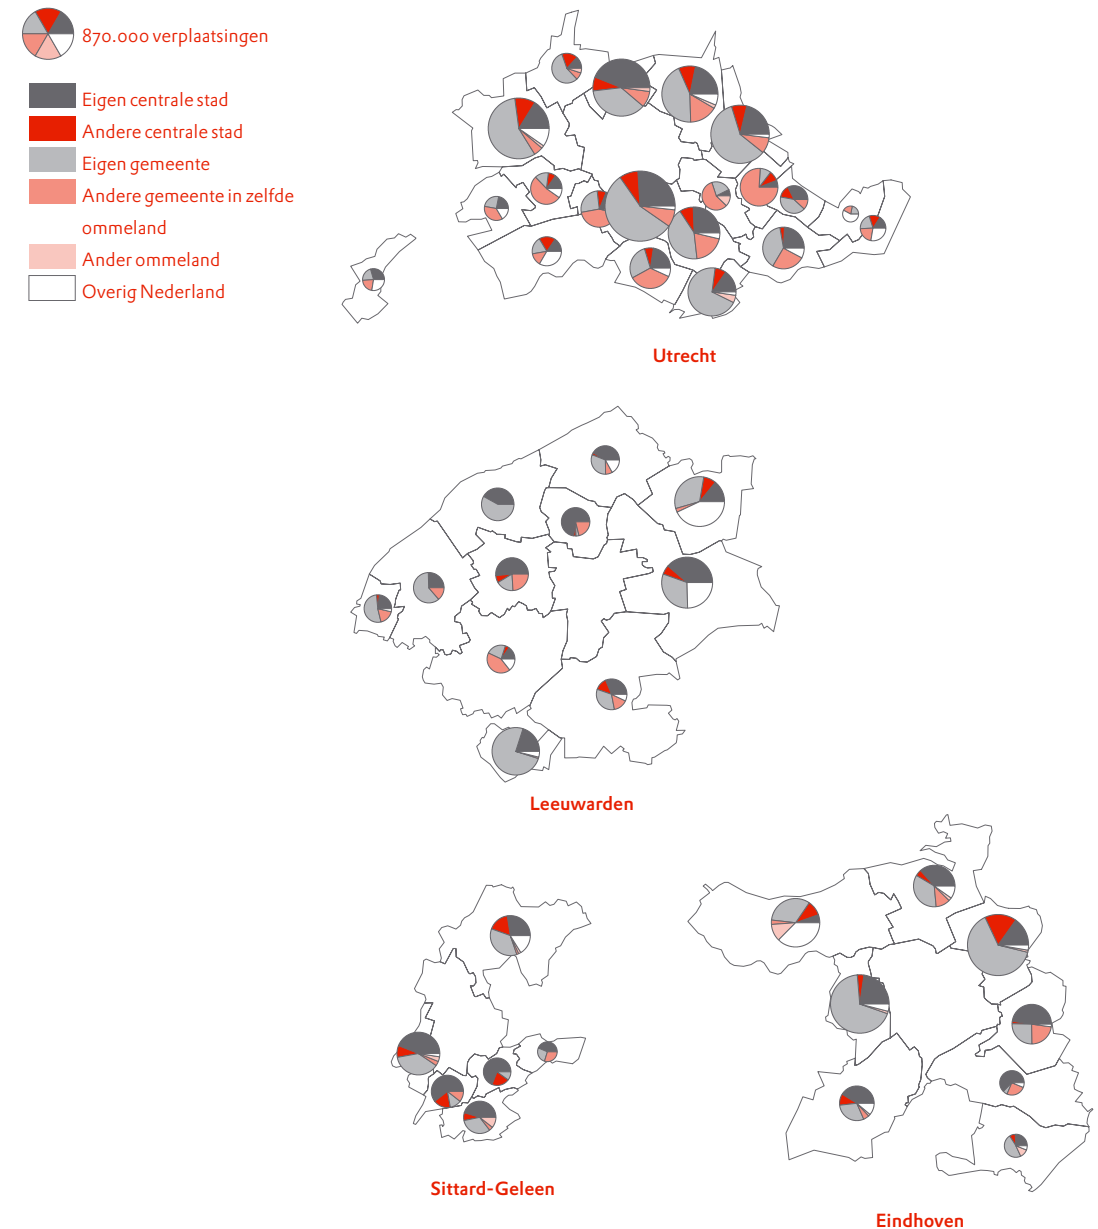 870.000 verplaatsingen
Eigen centrale stad
Andere centrale stad
Eigen gemeente
Andere gemeente in zelfde
ommeland
Ander ommeland
Overig Nederland
Utrecht
Leeuwarden
Sittard-Geleen
Eindhoven